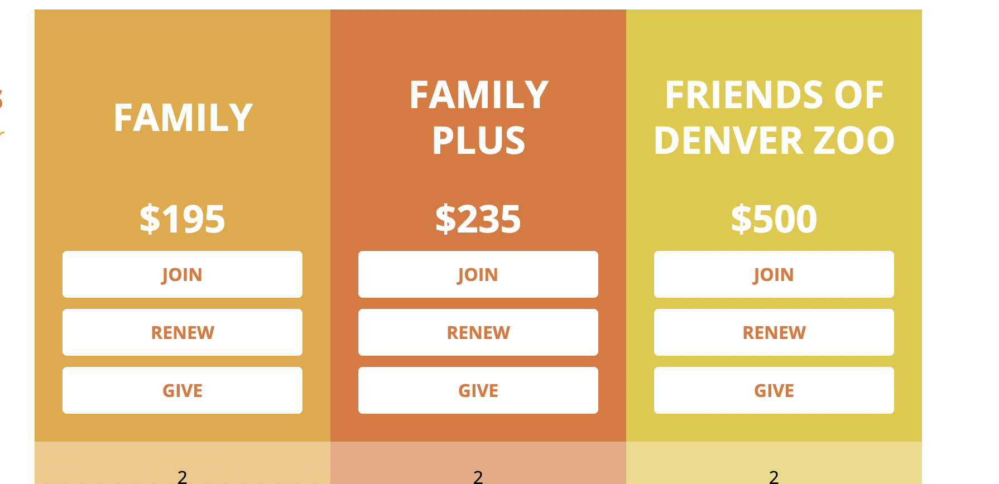 FAMILY
$195
JOIN
RENEW
GIVE
2
FAMILY
PLUS
$235
JOIN
RENEW
GIVE
2
FRIENDS OF
DENVER ZOO
$500
JOIN
RENEW
GIVE
2